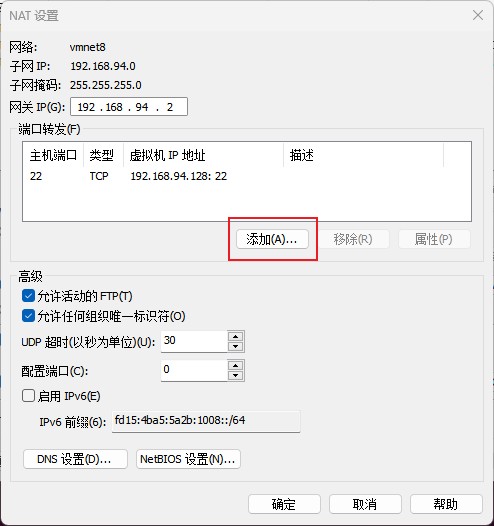 NAT 设置
网络: vmnet8
子网 IP: 192.168.94.0
子网掩码: 255.255.255.0
网关 IP(G): 192 . 168 . 94 . 2
端口转发(F)
主机端口 类型 虚拟机 IP 地址 描述
22 TCP 192.168.94.128: 22
添加(A)... 移除(R) 属性(P)
高级
允许活动的 FTP(T)
允许任何组织唯一标识符(O)
UDP 超时(以秒为单位)(U): 30
配置端口(C): 0
启用 IPv6(E)
IPv6 前缀(6): fd15:4ba5:5a2b:1008::/64
DNS 设置(D)... NetBIOS 设置(N)...
确定 取消 帮助